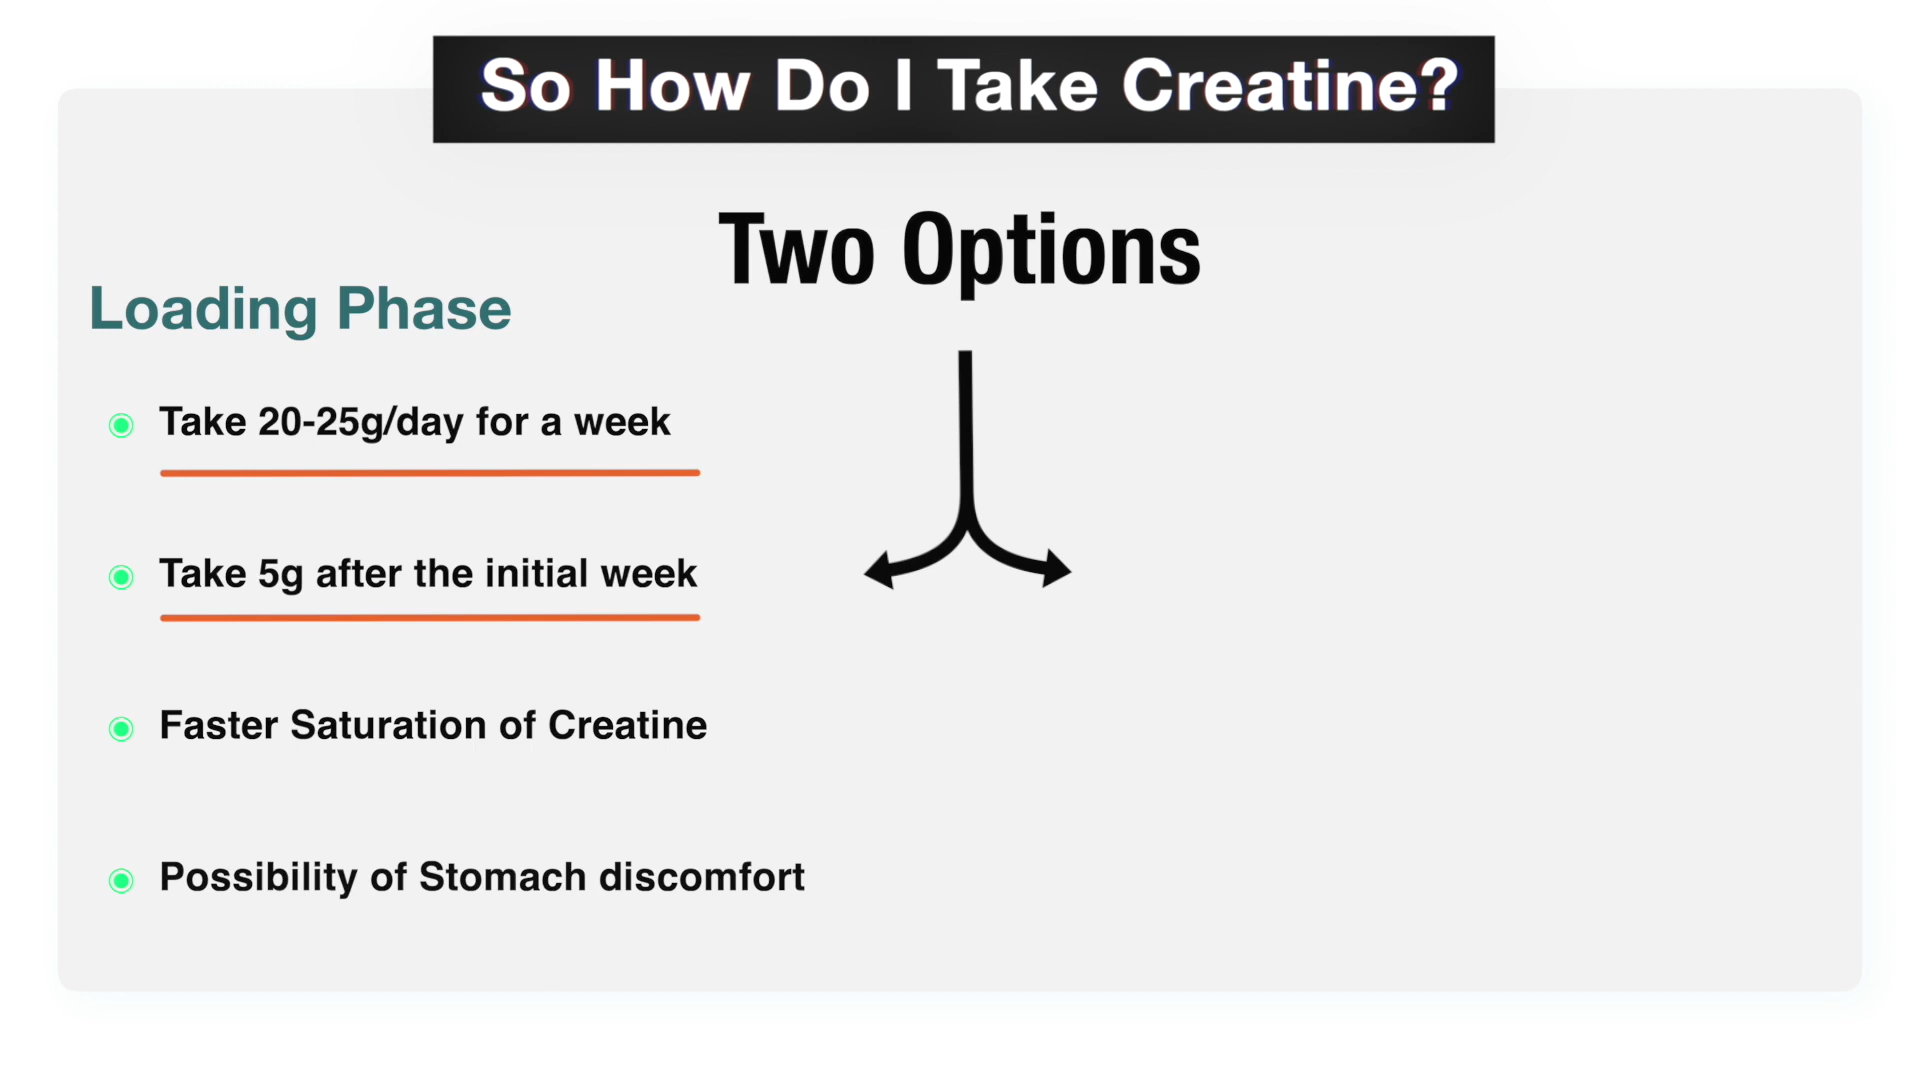 So How Do I Take Creatine?
Two Options
Loading Phase
Take 20-25g/day for a week
Take 5g after the initial week
Faster Saturation of Creatine
Possibility of Stomach discomfort